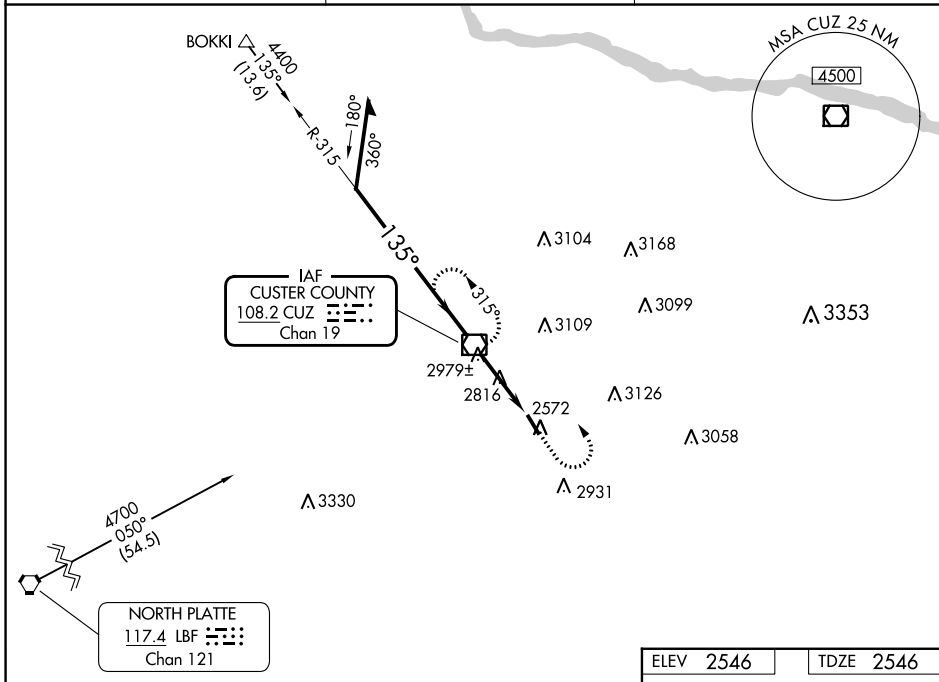 BOKKI
4400
135°
(13.6)
R-315
180°
360°
MSA CUZ 25 NM
4500
135°
315°
IAF
CUSTER COUNTY
108.2 CUZ
Chan 19
3104
3168
3099
3109
3353
2979±
2816
2572
3126
3058
2931
3330
4700
050°
(54.5)
NORTH PLATTE
117.4 LBF
Chan 121
ELEV 2546
TDZE 2546